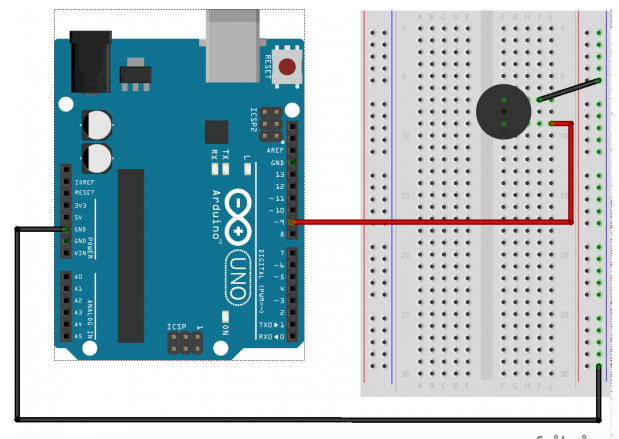 A B C D E F G H I J
1 1
5 5
10
15 15
20 20
25 25
30 30
A B C D E F G H I J
RESET
ICSP2
AREF
GND
13
12
~11
~10
~9
8
7
~6
~5
4
~3
2
TX0▶1
RX0◀0
DIGITAL (PWM=~)
L
TX
RX
Arduino™
UNO
ON
ICSP
1
IOREF
RESET
3V3
5V
GND
GND
VIN
POWER
A0
A1
A2
A3
A4
A5
ANALOG IN